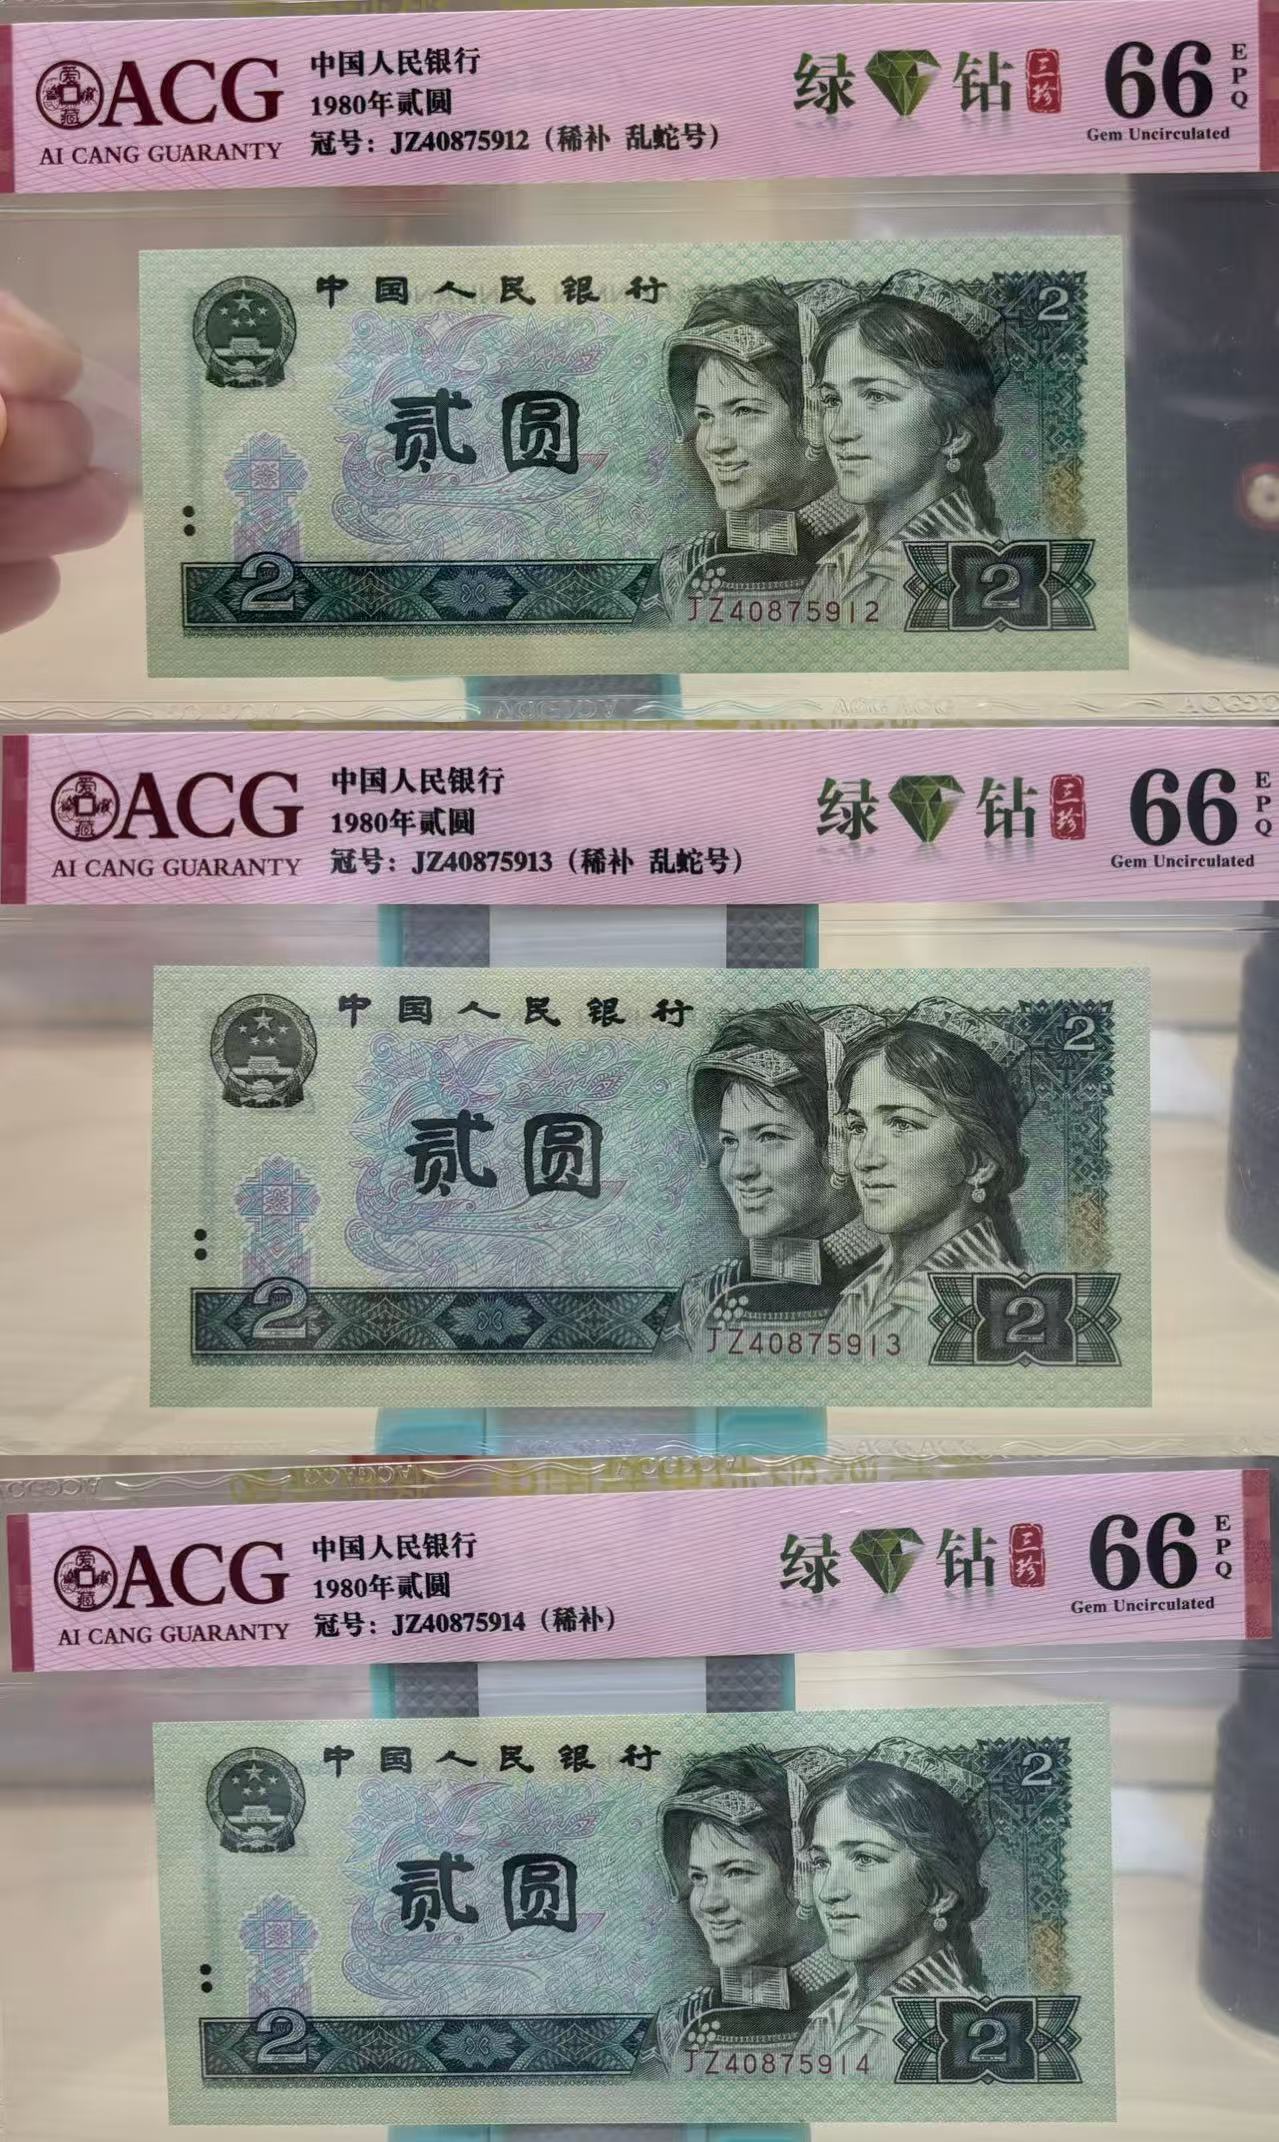 ACG
AI CANG GUARANTY
中国人民银行
1980年贰圆
冠号：JZ40875912（稀补 乱蛇号）
绿 钻
三珍
66
EPQ
Gem Uncirculated
中国人民银行
2
贰圆
2
JZ40875912
2
ACG ACG
ACG
AI CANG GUARANTY
中国人民银行
1980年贰圆
冠号：JZ40875913（稀补 乱蛇号）
绿 钻
三珍
66
EPQ
Gem Uncirculated
中国人民银行
2
贰圆
2
JZ40875913
2
ACG ACG
ACG
AI CANG GUARANTY
中国人民银行
1980年贰圆
冠号：JZ40875914（稀补）
绿 钻
三珍
66
EPQ
Gem Uncirculated
中国人民银行
2
贰圆
2
JZ40875914
2